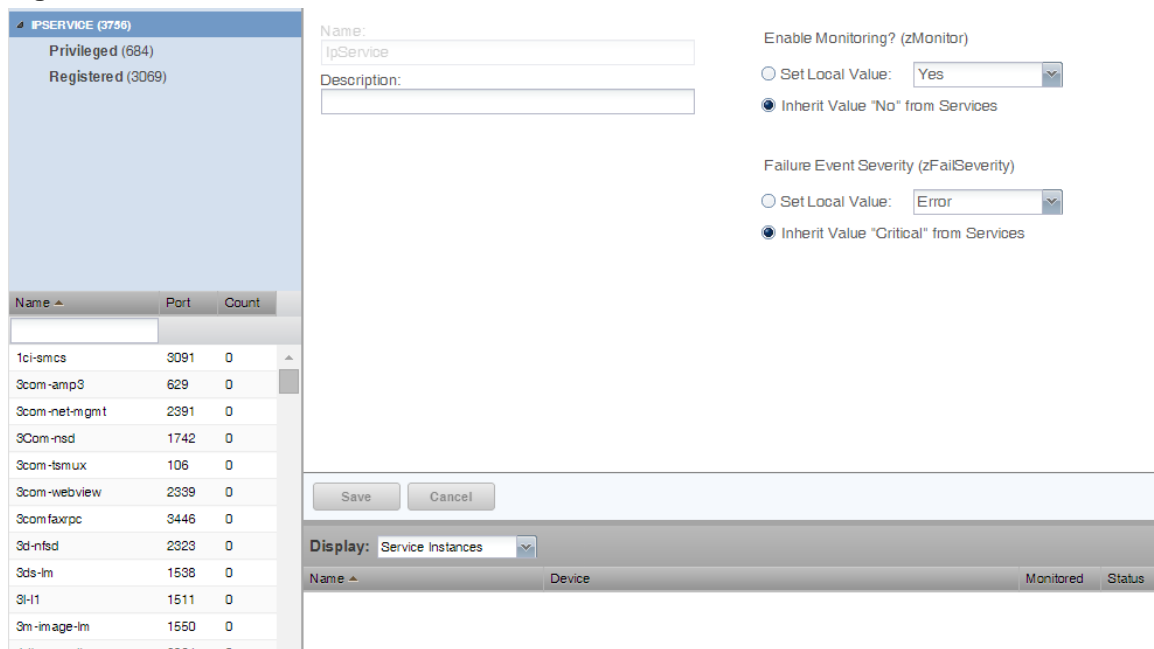 IPSERVICE (3756)
Privileged (684)
Registered (3069)
Name:
IpService
Description:
Enable Monitoring? (zMonitor)
Set Local Value: Yes
Inherit Value "No" from Services
Failure Event Severity (zFailSeverity)
Set Local Value: Error
Inherit Value "Critical" from Services
Name Port Count
1ci-smcs 3091 0
3com-amp3 629 0
3com-net-mgmt 2391 0
3Com-nsd 1742 0
3com-tsmux 106 0
3com-webview 2339 0
3comfaxrpc 3446 0
3d-nfsd 2323 0
3ds-lm 1538 0
3l-l1 1511 0
3m-image-lm 1550 0
Save Cancel
Display: Service Instances
Name Device Monitored Status